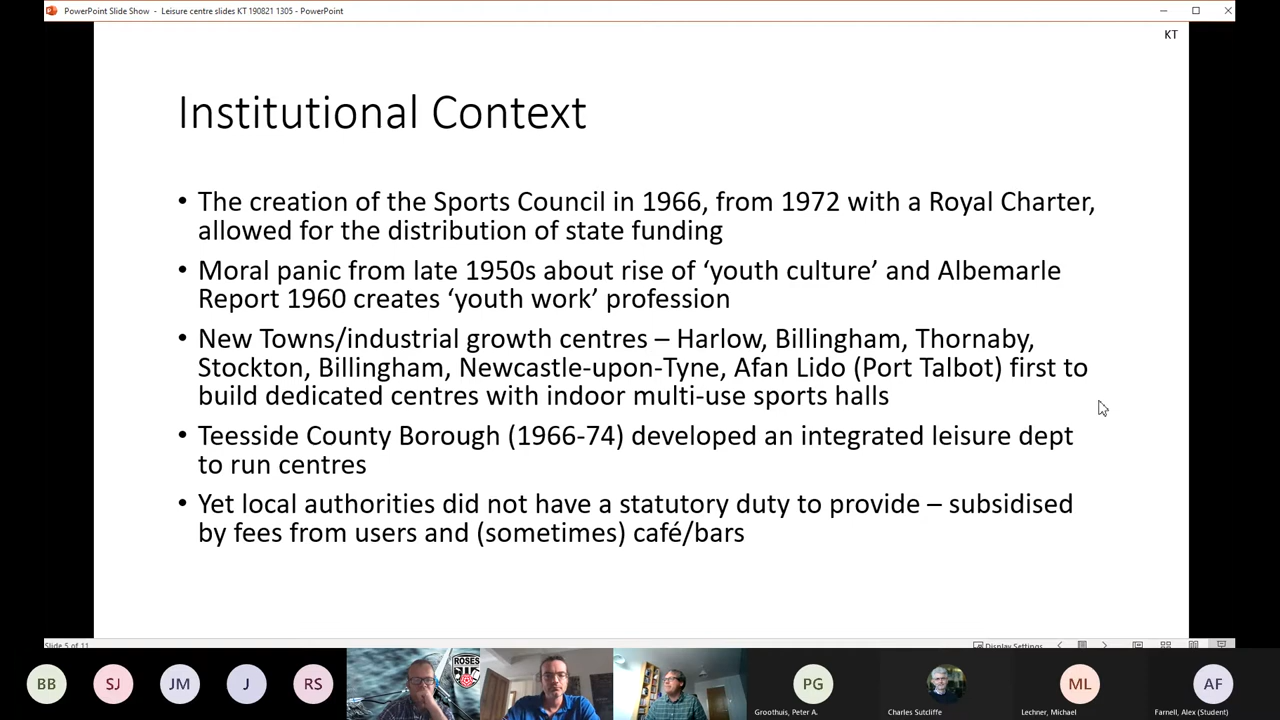 PowerPoint Slide Show - Leisure centre slides KT 190821 1305 - PowerPoint
KT
Institutional Context
• The creation of the Sports Council in 1966, from 1972 with a Royal Charter,
allowed for the distribution of state funding
• Moral panic from late 1950s about rise of ‘youth culture’ and Albemarle
Report 1960 creates ‘youth work’ profession
• New Towns/industrial growth centres – Harlow, Billingham, Thornaby,
Stockton, Billingham, Newcastle-upon-Tyne, Afan Lido (Port Talbot) first to
build dedicated centres with indoor multi-use sports halls
• Teesside County Borough (1966-74) developed an integrated leisure dept
to run centres
• Yet local authorities did not have a statutory duty to provide – subsidised
by fees from users and (sometimes) café/bars
Slide 5 of 11
Display Settings
BB
SJ
JM
J
RS
ROSES
PG
ML
AF
Groothuis, Peter A.
Charles Sutcliffe
Lechner, Michael
Farnell, Alex (Student)